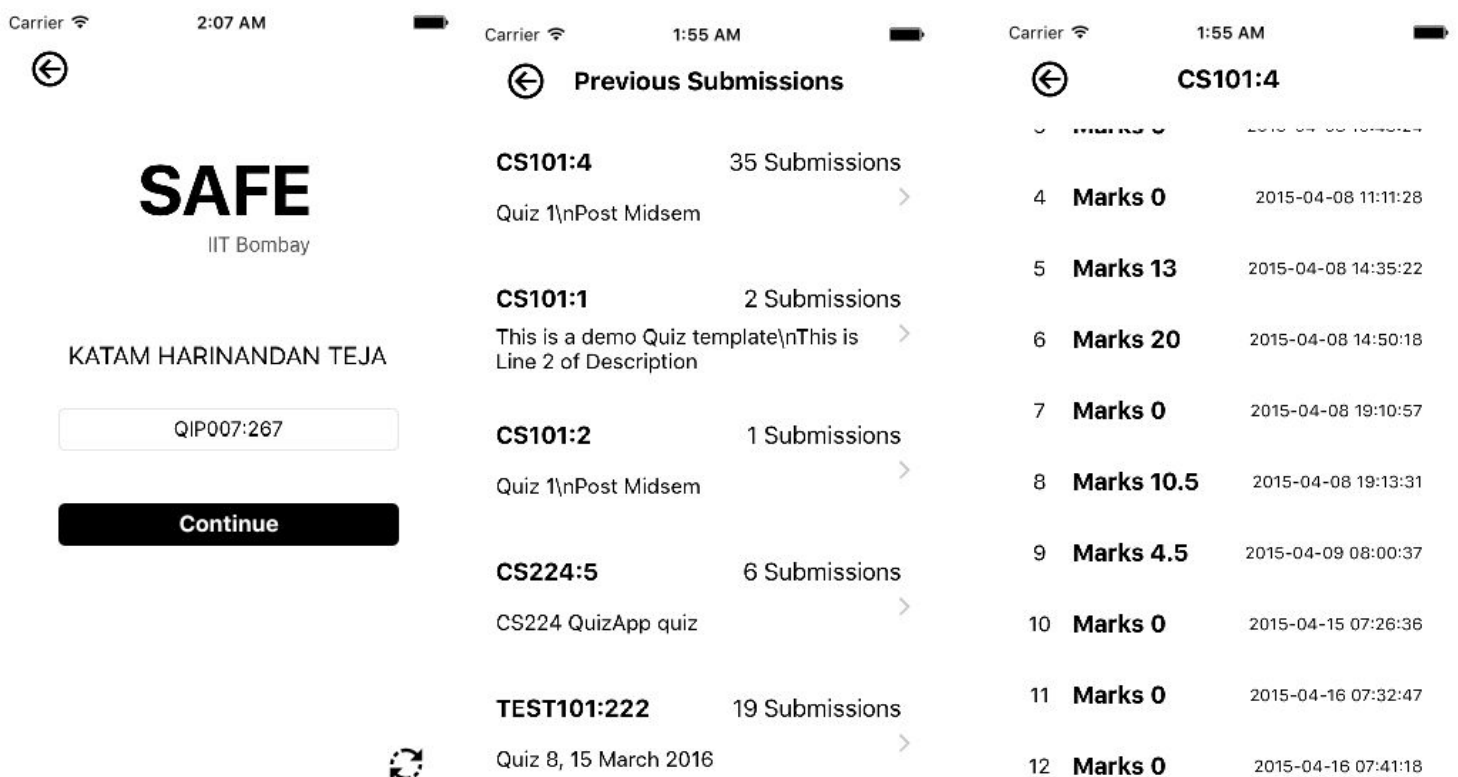 Carrier 2:07 AM
SAFE
IIT Bombay
KATAM HARINANDAN TEJA
QIP007:267
Continue
Carrier 1:55 AM
Previous Submissions
CS101:4 35 Submissions
Quiz 1\nPost Midsem
CS101:1 2 Submissions
This is a demo Quiz template\nThis is
Line 2 of Description
CS101:2 1 Submissions
Quiz 1\nPost Midsem
CS224:5 6 Submissions
CS224 QuizApp quiz
TEST101:222 19 Submissions
Quiz 8, 15 March 2016
Carrier 1:55 AM
CS101:4
4 Marks 0 2015-04-08 11:11:28
5 Marks 13 2015-04-08 14:35:22
6 Marks 20 2015-04-08 14:50:18
7 Marks 0 2015-04-08 19:10:57
8 Marks 10.5 2015-04-08 19:13:31
9 Marks 4.5 2015-04-09 08:00:37
10 Marks 0 2015-04-15 07:26:36
11 Marks 0 2015-04-16 07:32:47
12 Marks 0 2015-04-16 07:41:18